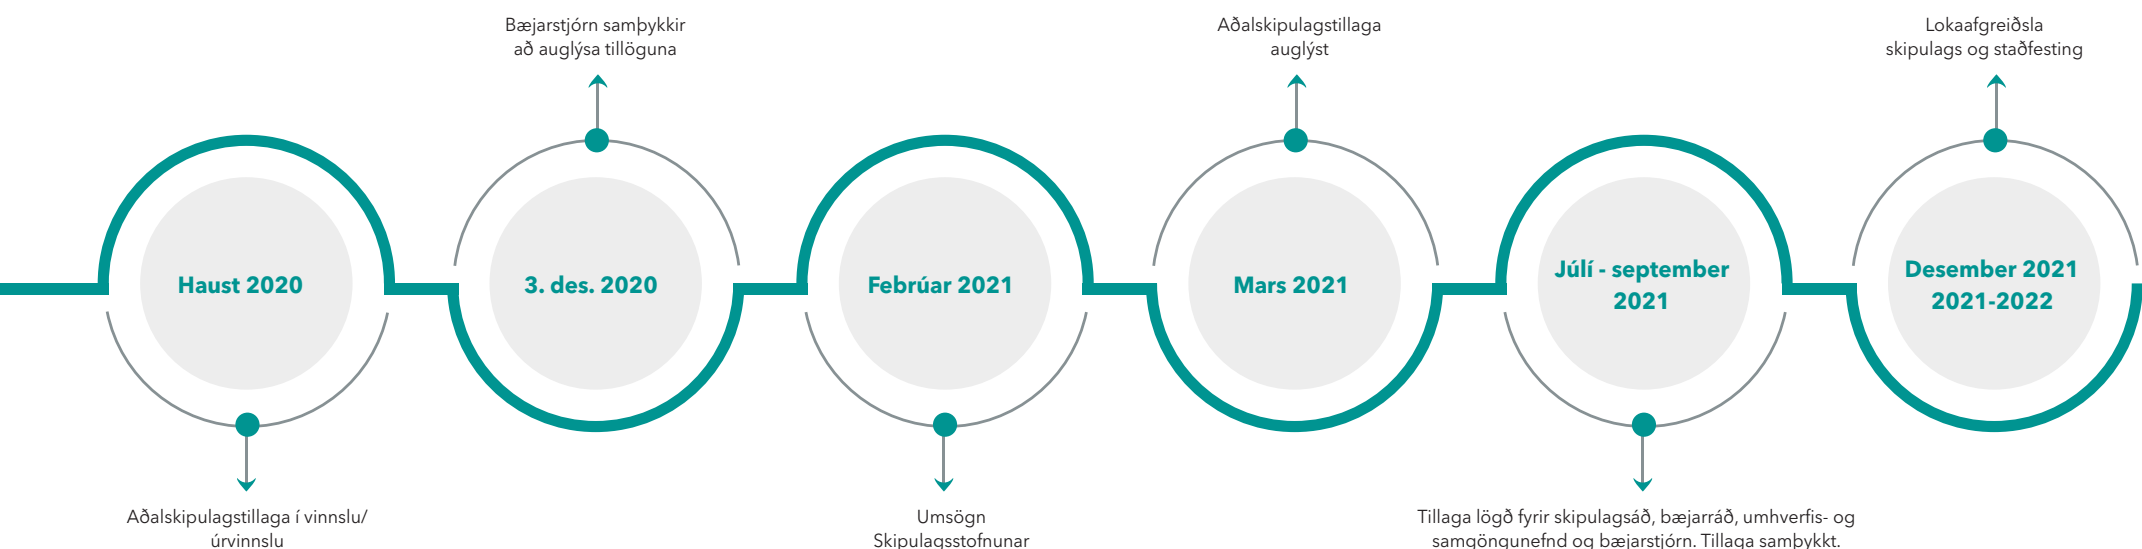 Bæjarstjórn samþykkir
að auglýsa tillöguna
Aðalskipulagstillaga
auglýst
Lokaafgreiðsla
skipulags og staðfesting
Haust 2020
3. des. 2020
Febrúar 2021
Mars 2021
Júlí - september
2021
Desember 2021
2021-2022
Aðalskipulagstillaga í vinnslu/
úrvinnslu
Umsögn
Skipulagsstofnunar
Tillaga lögð fyrir skipulagsáð, bæjarráð, umhverfis- og
samgöngunefnd og bæjarstjórn. Tillaga samþykkt.